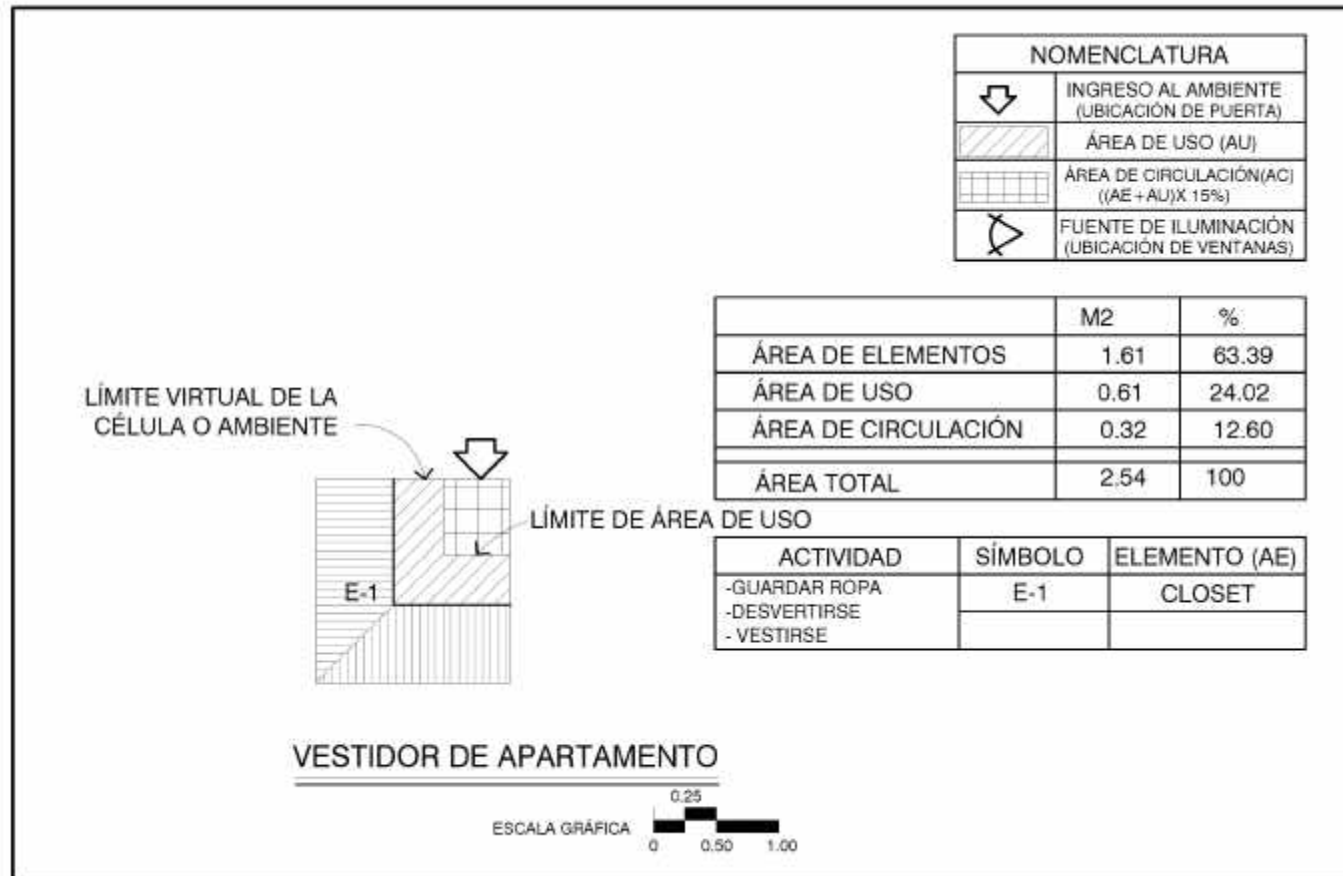 NOMENCLATURA
INGRESO AL AMBIENTE
(UBICACIÓN DE PUERTA)
ÁREA DE USO (AU)
ÁREA DE CIRCULACIÓN(AC)
((AE+AU)X 15%)
FUENTE DE ILUMINACIÓN
(UBICACIÓN DE VENTANAS)
M2 %
ÁREA DE ELEMENTOS 1.61 63.39
ÁREA DE USO 0.61 24.02
ÁREA DE CIRCULACIÓN 0.32 12.60
ÁREA TOTAL 2.54 100
LÍMITE VIRTUAL DE LA
CÉLULA O AMBIENTE
LÍMITE DE ÁREA DE USO
E-1
ACTIVIDAD SÍMBOLO ELEMENTO (AE)
-GUARDAR ROPA E-1 CLOSET
-DESVERTIRSE
- VESTIRSE
VESTIDOR DE APARTAMENTO
0.25
ESCALA GRÁFICA
0 0.50 1.00